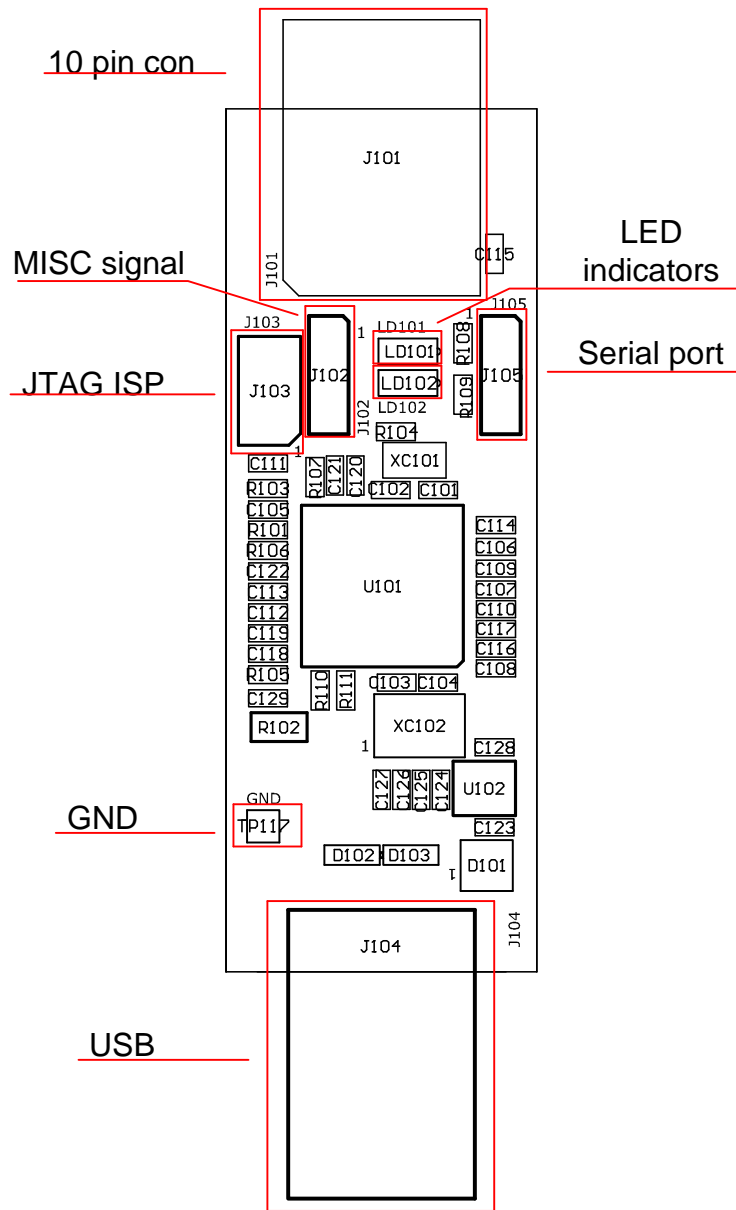 10 pin con
J101
J101
C115
MISC signal
LED
indicators
J103
1
LD101
1
J105
LD101
R108
Serial port
JTAG ISP
J103
J102
J102
LD102
LD102
R109
J105
R104
1
XC101
C111
R107
C121
C120
C102
C101
R103
C105
R101
R106
C122
C113
C112
C119
C118
R105
C129
U101
C114
C106
C109
C107
C110
C117
C116
C108
R110
R111
C103
C104
R102
XC102
1
C128
C127
C126
C125
C124
U102
GND
GND
TP117
C123
D102
D103
D101
1
J104
J104
USB